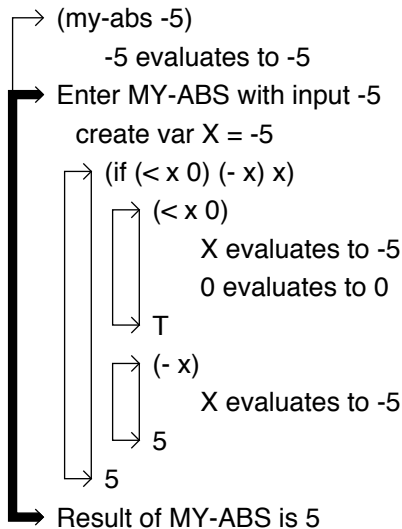 (my-abs -5)
-5 evaluates to -5
Enter MY-ABS with input -5
create var X = -5
(if (< x 0) (- x) x)
(< x 0)
X evaluates to -5
0 evaluates to 0
T
(- x)
X evaluates to -5
5
5
Result of MY-ABS is 5